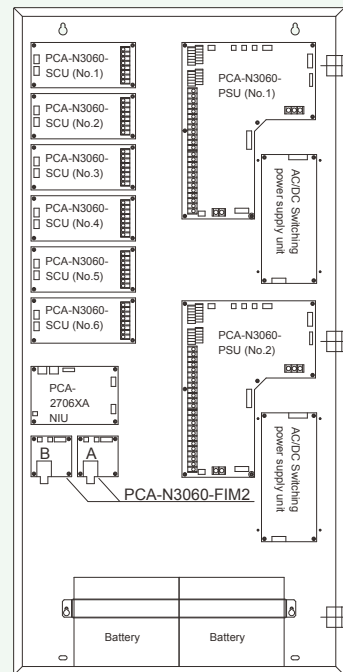 PCA-N3060-
SCU (No.1)
PCA-N3060-
SCU (No.2)
PCA-N3060-
SCU (No.3)
PCA-N3060-
SCU (No.4)
PCA-N3060-
SCU (No.5)
PCA-N3060-
SCU (No.6)
PCA-N3060-
PSU (No.1)
AC/DC Switching
power supply unit
PCA-N3060-
PSU (No.2)
AC/DC Switching
power supply unit
PCA-
2706XA
NIU
B
A
PCA-N3060-FIM2
Battery
Battery